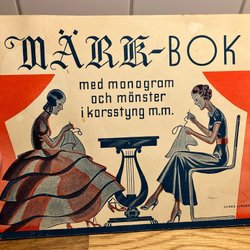 MÄRK-BOK
med monogram
och mönster
i korsstyng m.m.